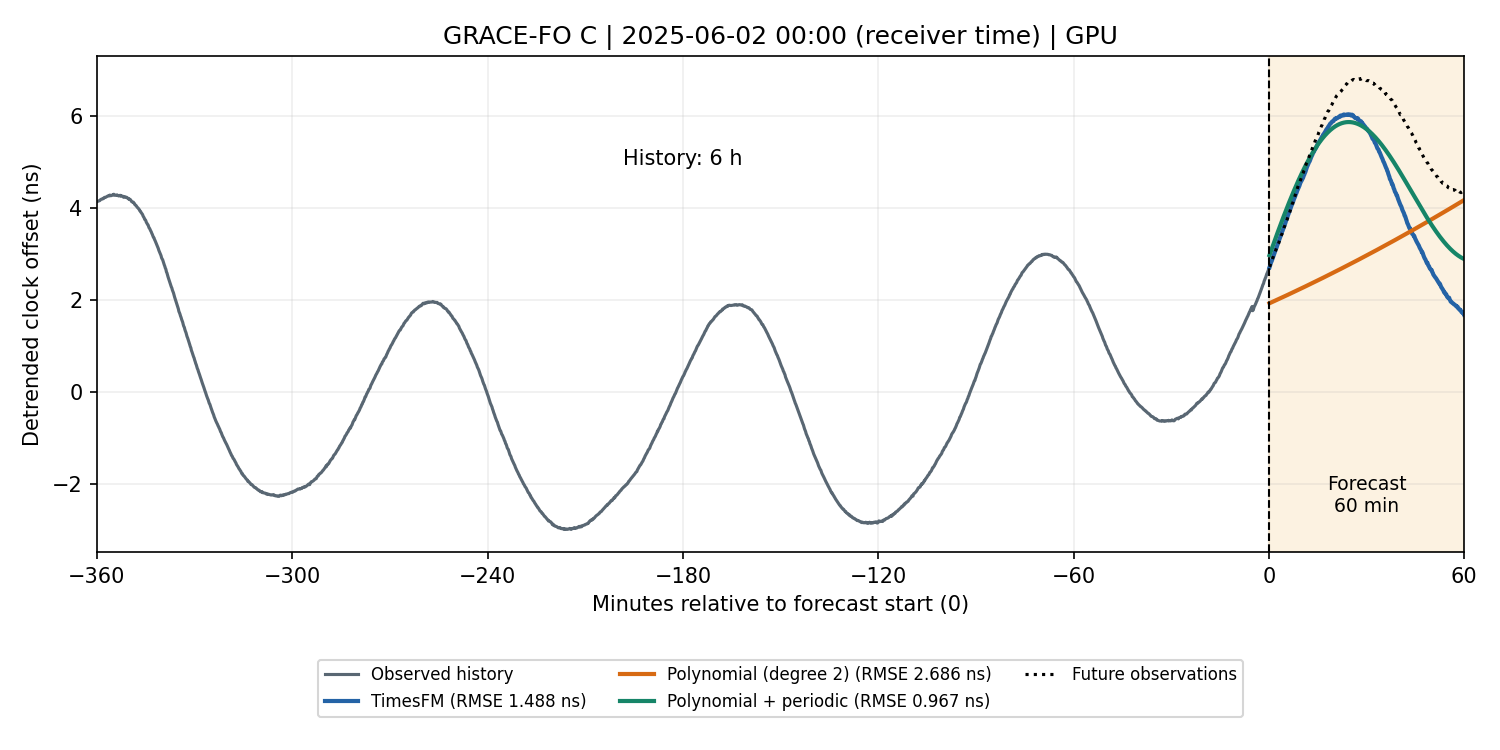 GRACE-FO C | 2025-06-02 00:00 (receiver time) | GPU
Detrended clock offset (ns)
6
4
2
0
−2
History: 6 h
Forecast
60 min
−360 −300 −240 −180 −120 −60 0 60
Minutes relative to forecast start (0)
Observed history
TimesFM (RMSE 1.488 ns)
Polynomial (degree 2) (RMSE 2.686 ns)
Polynomial + periodic (RMSE 0.967 ns)
Future observations